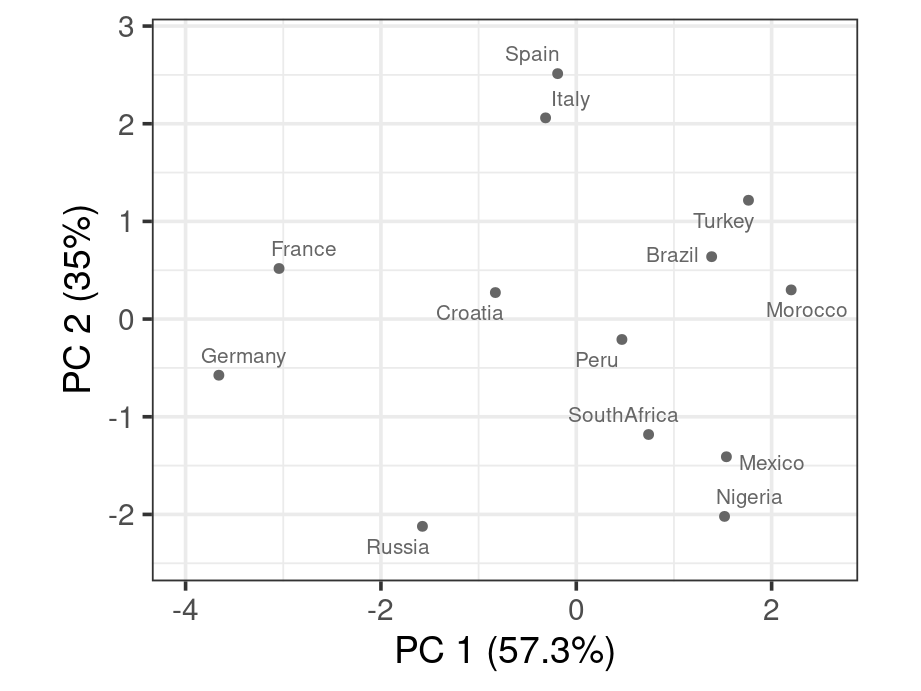 3
Spain
Italy
2
Turkey
1
France
Brazil
0
Croatia
Morocco
Germany
Peru
-1
SouthAfrica
Mexico
Nigeria
-2
Russia
-4
-2
0
2
PC 1 (57.3%)
PC 2 (35%)